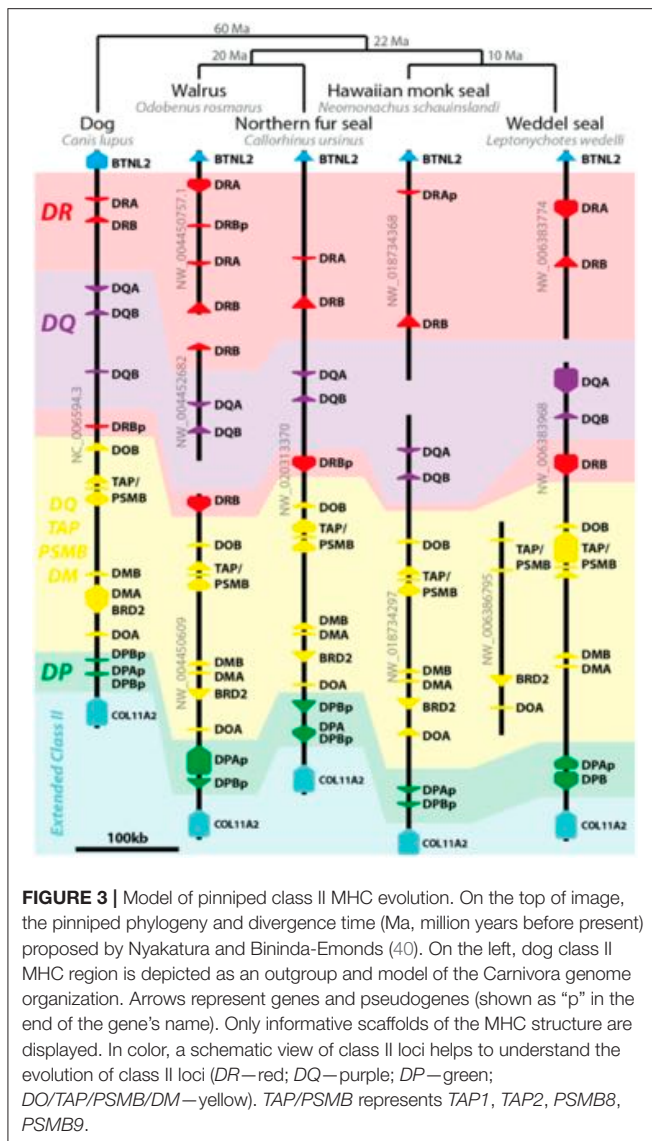 60 Ma
22 Ma
20 Ma
10 Ma
Walrus
Odobenus rosmarus
Hawaiian monk seal
Neomonachus schauinslandi
Dog
Canis lupus
Northern fur seal
Callorhinus ursinus
Weddel seal
Leptonychotes wedelli
DR
DQ
DQ
TAP
PSMB
DM
DP
Extended Class II
BTNL2
DRA
DRB
DQA
DQB
DQB
DRBp
DOB
TAP/
PSMB
DMB
DMA
BRD2
DOA
DPBp
DPAp
DPBp
COL11A2
NC_006594.3
100kb
BTNL2
DRA
DRBp
DRA
DRB
DRB
DQA
DQB
DRB
DOB
TAP/
PSMB
DMB
DMA
BRD2
DOA
DPAp
DPBp
COL11A2
NW_004450757.1
NW_004452682
NW_004450609
BTNL2
DRA
DRB
DQA
DQB
DRBp
DOB
TAP/
PSMB
DMB
DMA
BRD2
DOA
DPBp
DPA
DPBp
COL11A2
NW_020313370
BTNL2
DRAp
DRB
DQA
DQB
DOB
TAP/
PSMB
DMB
DMA
BRD2
DOA
DPAp
DPBp
COL11A2
NW_018734368
NW_018734297
TAP/
PSMB
BRD2
DOA
NW_006386795
BTNL2
DRA
DRB
DQA
DQB
DRB
DOB
TAP/
PSMB
DMB
DMA
DPAp
DPB
COL11A2
NW_006383774
NW_006383968
FIGURE 3 | Model of pinniped class II MHC evolution. On the top of image,
the pinniped phylogeny and divergence time (Ma, million years before present)
proposed by Nyakatura and Bininda-Emonds (40). On the left, dog class II
MHC region is depicted as an outgroup and model of the Carnivora genome
organization. Arrows represent genes and pseudogenes (shown as “p” in the
end of the gene’s name). Only informative scaffolds of the MHC structure are
displayed. In color, a schematic view of class II loci helps to understand the
evolution of class II loci (DR—red; DQ—purple; DP—green;
DO/TAP/PSMB/DM—yellow). TAP/PSMB represents TAP1, TAP2, PSMB8,
PSMB9.